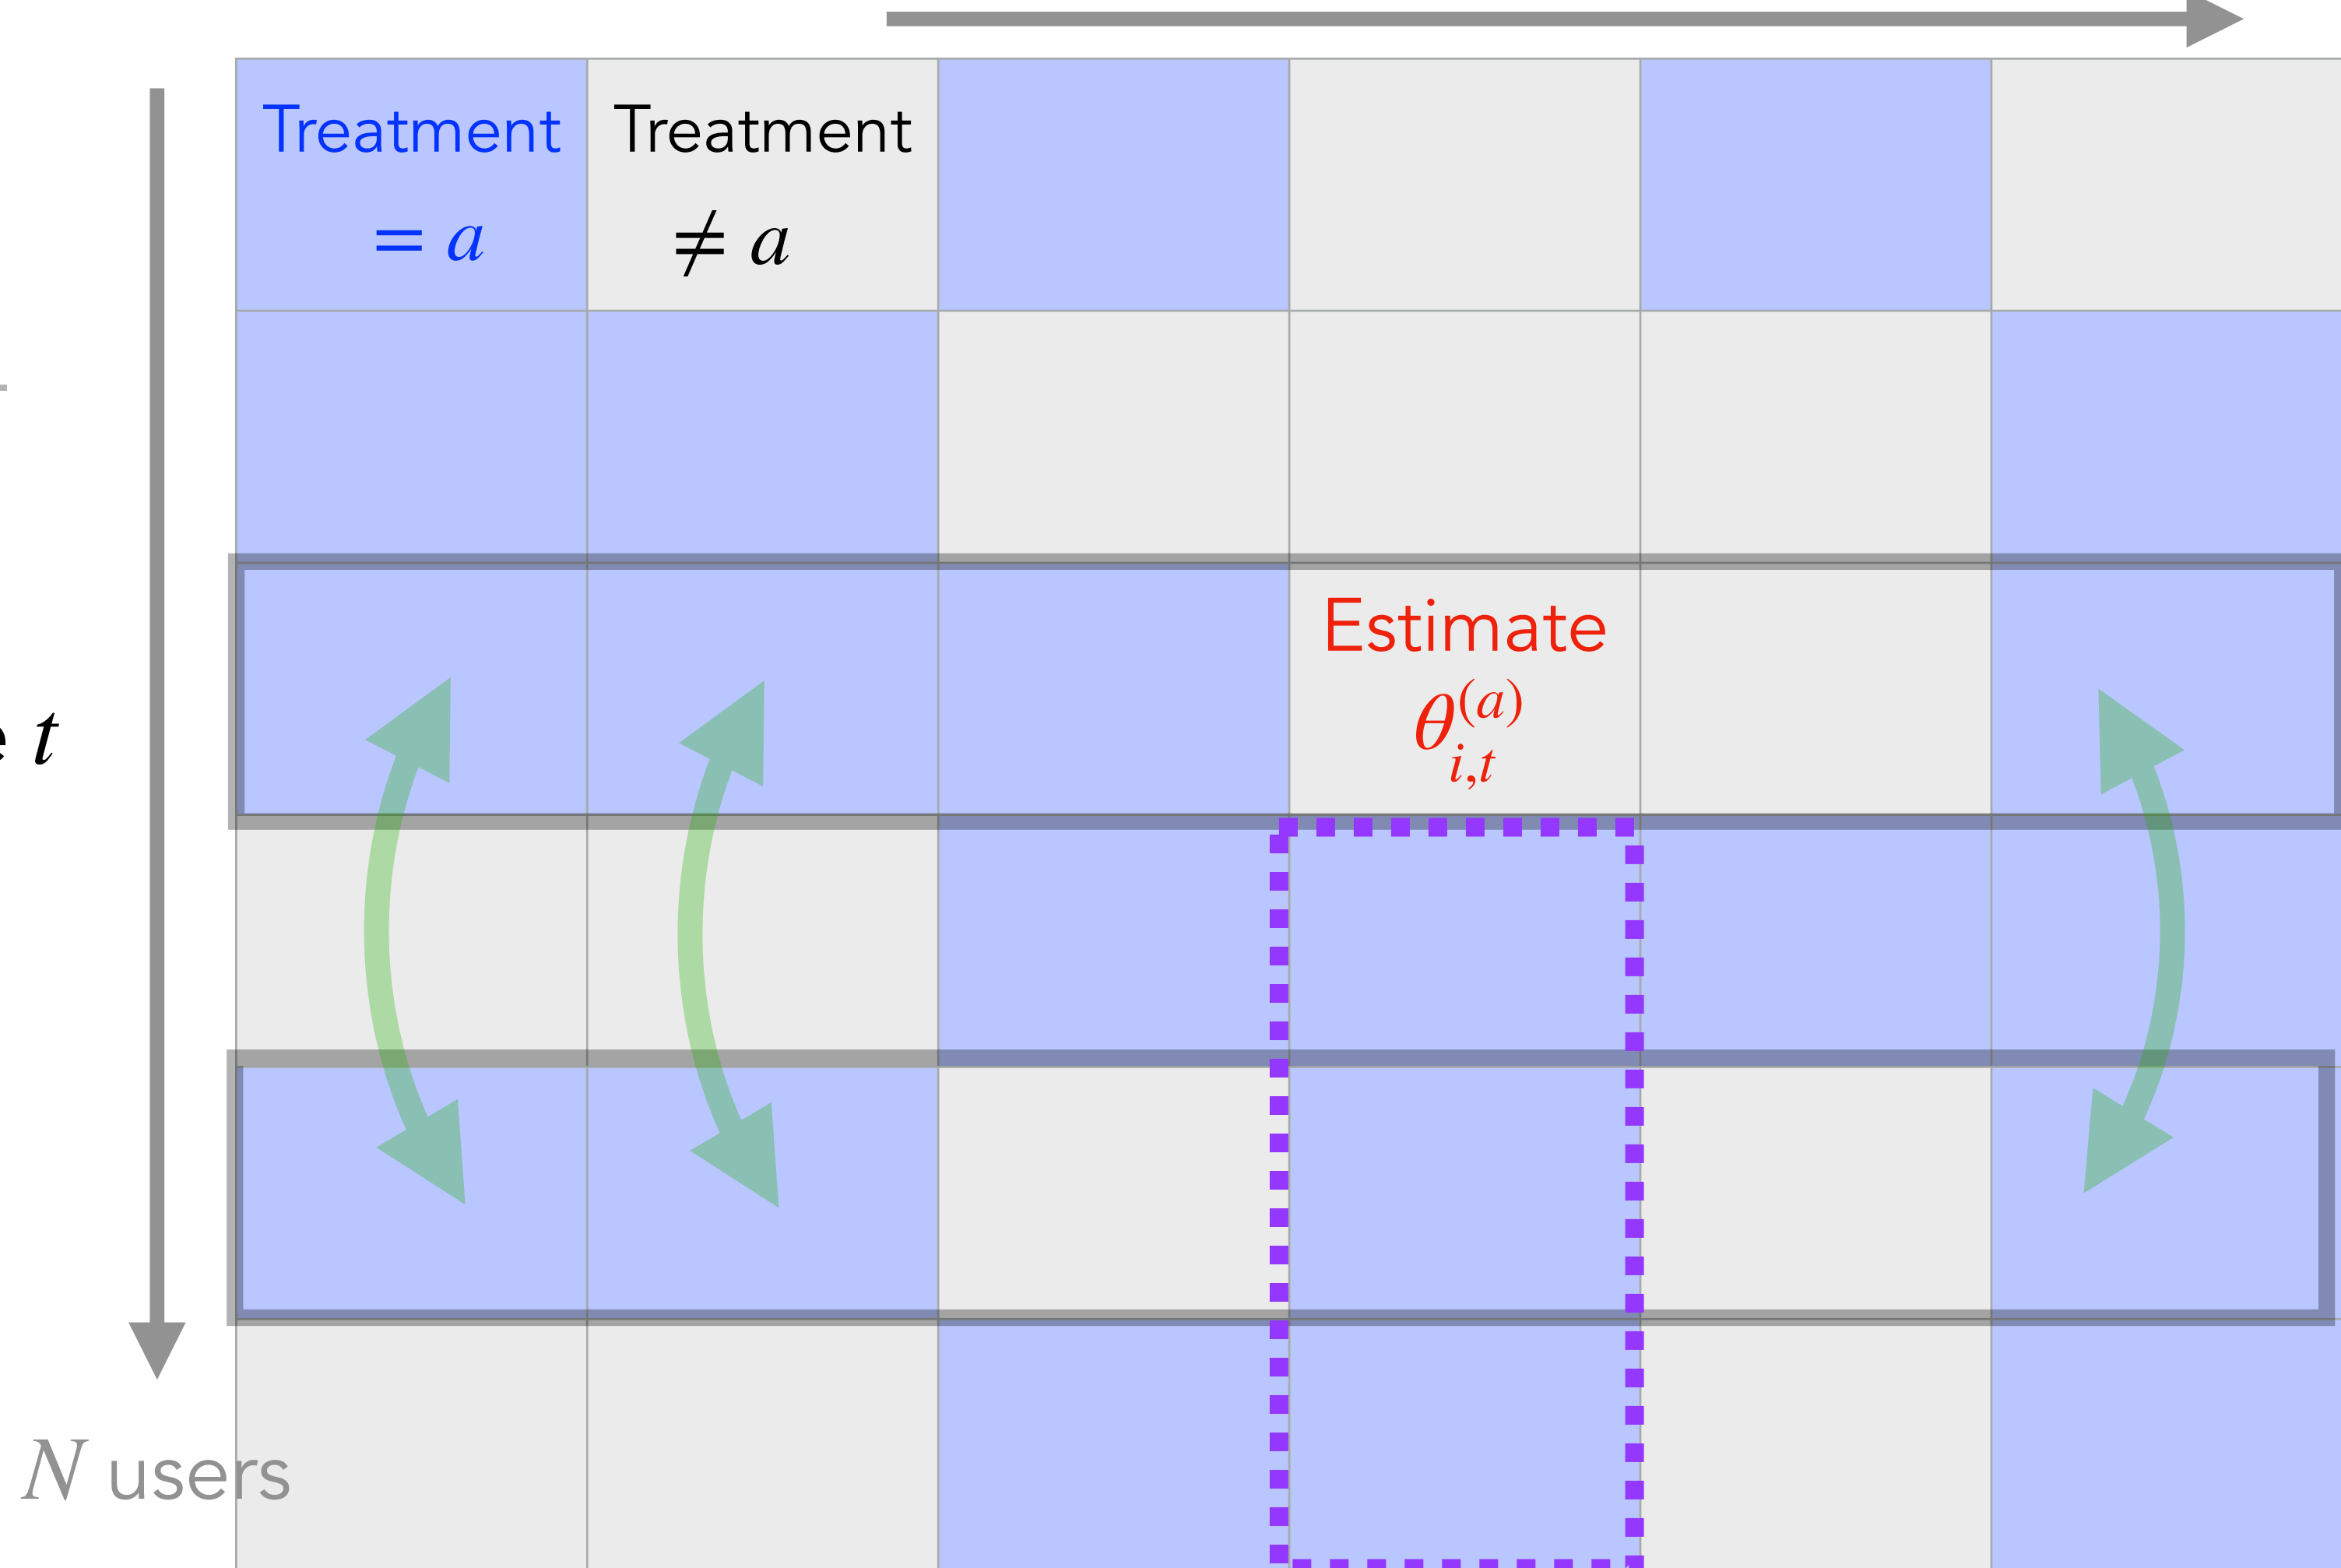 Treatment
= a
Treatment
≠ a
Estimate
θ_{i,t}^{(a)}
t
N users